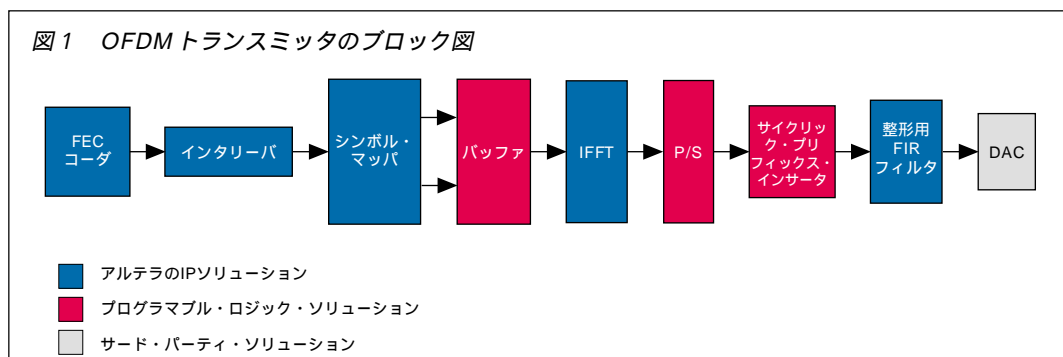 図 1 OFDMトランスミッタのブロック図
FEC
コーダ
インタリーバ
シンボル・
マッパ
バッファ
IFFT
P/S
サイクリッ
ク・プリ
フィックス・
インサータ
整形用
FIR
フィルタ
DAC
アルテラのIPソリューション
プログラマブル・ロジック・ソリューション
サード・パーティ・ソリューション